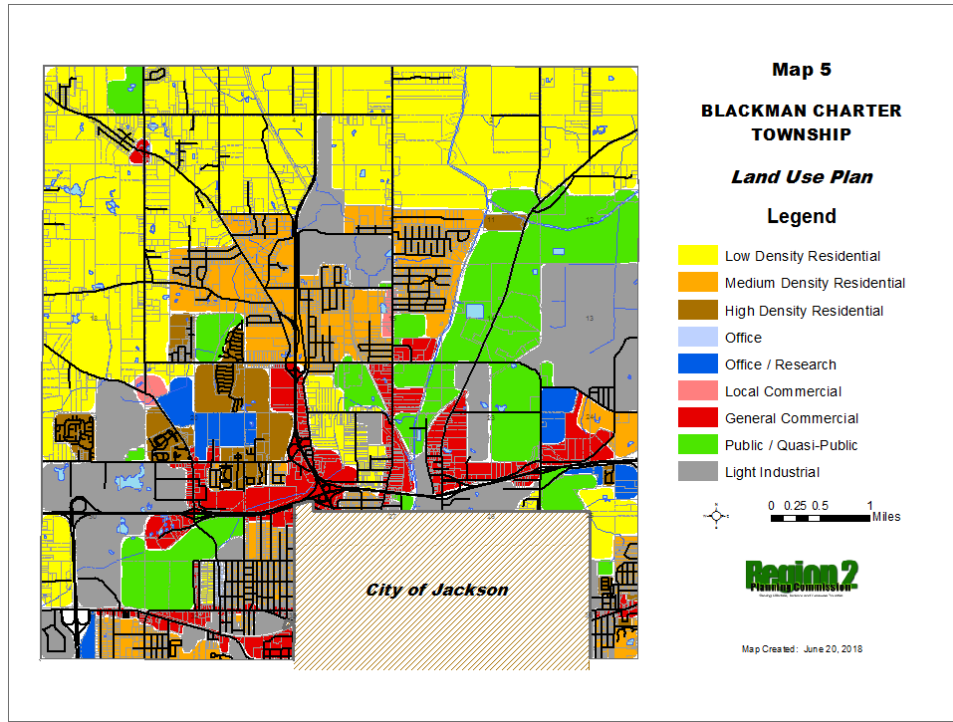 Map 5
BLACKMAN CHARTER
TOWNSHIP
Land Use Plan
Legend
Low Density Residential
Medium Density Residential
High Density Residential
Office
Office / Research
Local Commercial
General Commercial
Public / Quasi-Public
Light Industrial
0 0.25 0.5 1
Miles
Region 2
Planning Commission
Map Created: June 20, 2018
City of Jackson